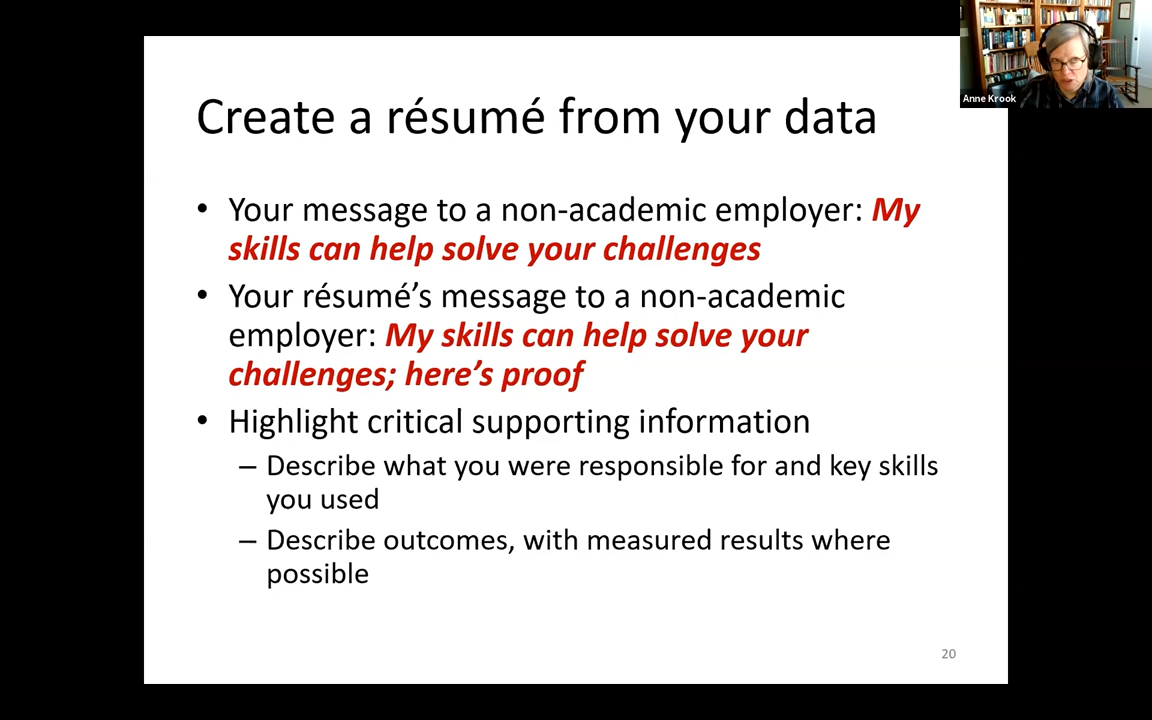 Create a résumé from your data
• Your message to a non-academic employer: My
skills can help solve your challenges
• Your résumé’s message to a non-academic
employer: My skills can help solve your
challenges; here’s proof
• Highlight critical supporting information
– Describe what you were responsible for and key skills
you used
– Describe outcomes, with measured results where
possible
20
Anne Krook